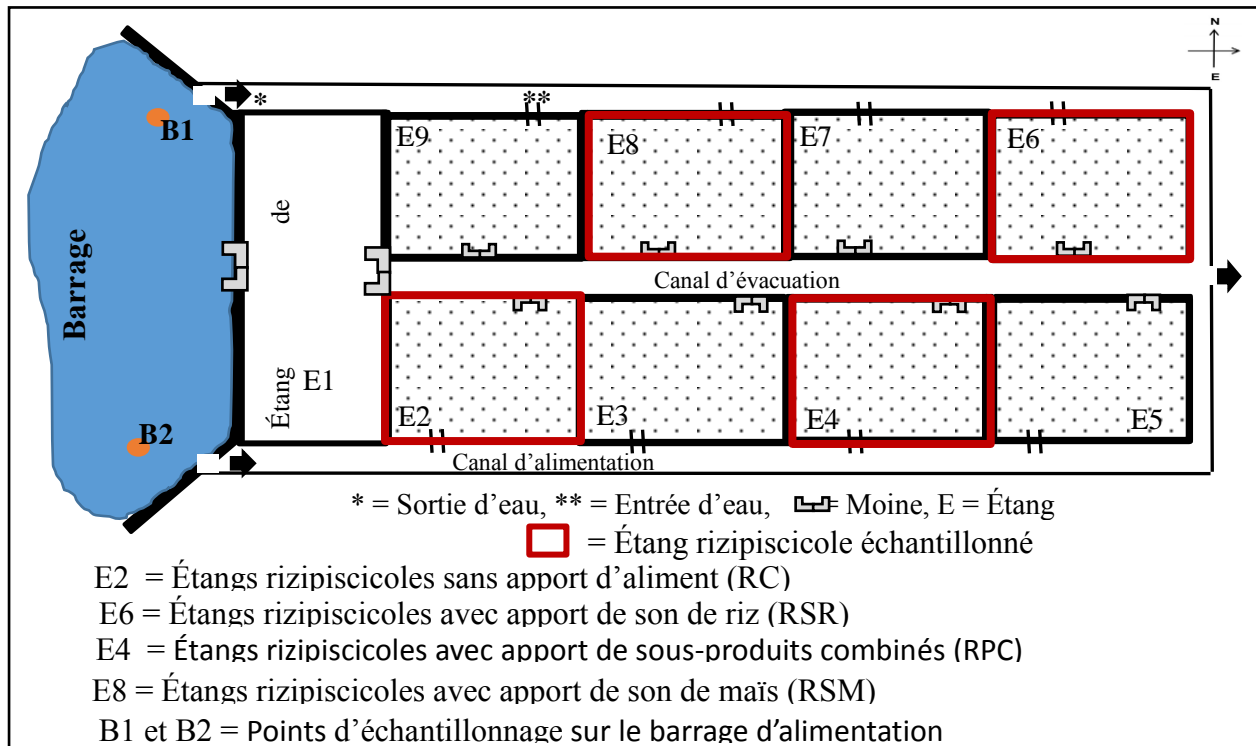 N
E
*
**
B1
E9
E8
E7
E6
de
Barrage
Canal d’évacuation
E1
Étang
E2
E3
E4
E5
B2
Canal d’alimentation
* = Sortie d’eau, ** = Entrée d’eau, = Moine, E = Étang
= Étang rizipiscicole échantillonné
E2 = Étangs rizipiscicoles sans apport d’aliment (RC)
E6 = Étangs rizipiscicoles avec apport de son de riz (RSR)
E4 = Étangs rizipiscicoles avec apport de sous-produits combinés (RPC)
E8 = Étangs rizipiscicoles avec apport de son de maïs (RSM)
B1 et B2 = Points d’échantillonnage sur le barrage d’alimentation